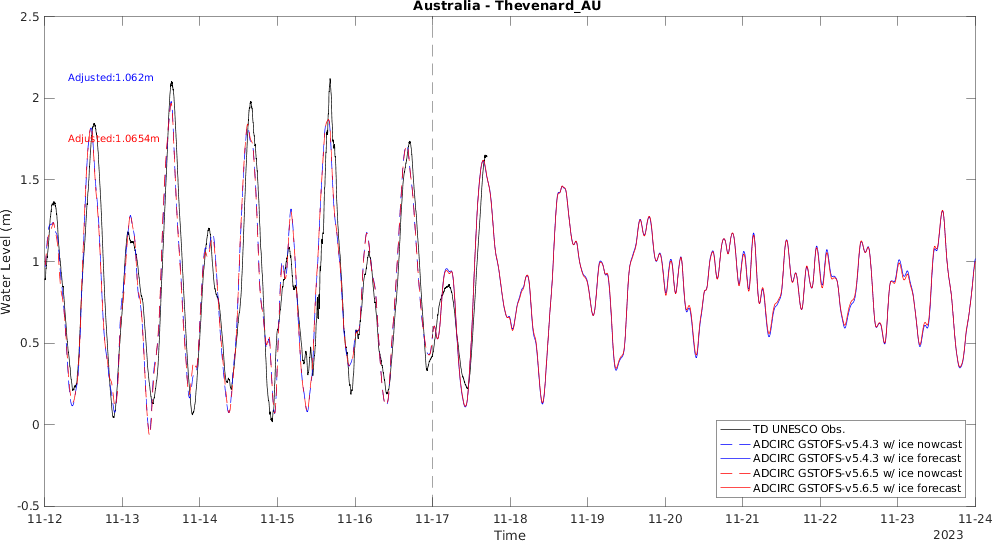 Australia - Thevenard_AU
2.5
2
1.5
1
0.5
0
-0.5
Water Level (m)
Adjusted:1.062m
Adjusted:1.0654m
TD UNESCO Obs.
ADCIRC GSTOFS-v5.4.3 w/ ice nowcast
ADCIRC GSTOFS-v5.4.3 w/ ice forecast
ADCIRC GSTOFS-v5.6.5 w/ ice nowcast
ADCIRC GSTOFS-v5.6.5 w/ ice forecast
11-12 11-13 11-14 11-15 11-16 11-17 11-18 11-19 11-20 11-21 11-22 11-23 11-24
Time
2023